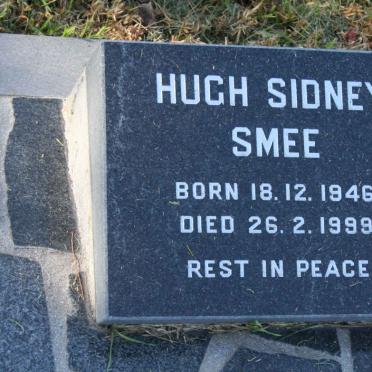 HUGH SIDNEY
SMEE
BORN 18.12.1946
DIED 26.2.1999
REST IN PEACE